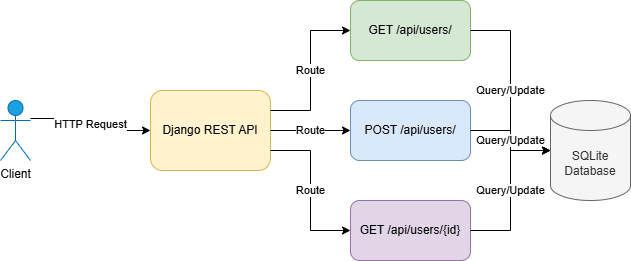 GET /api/users/
Route
Query/Update
HTTP Request
Django REST API
Route
POST /api/users/
Query/Update
SQLite
Database
Client
Route
Query/Update
GET /api/users/{id}